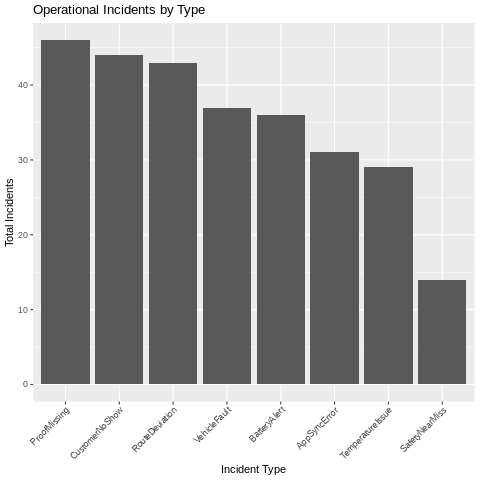 Operational Incidents by Type
Total Incidents
40
30
20
10
0
ProofMissing
CustomerNoShow
RouteDeviation
VehicleFault
BatteryAlert
AppSyncError
TemperatureIssue
SafetyNearMiss
Incident Type